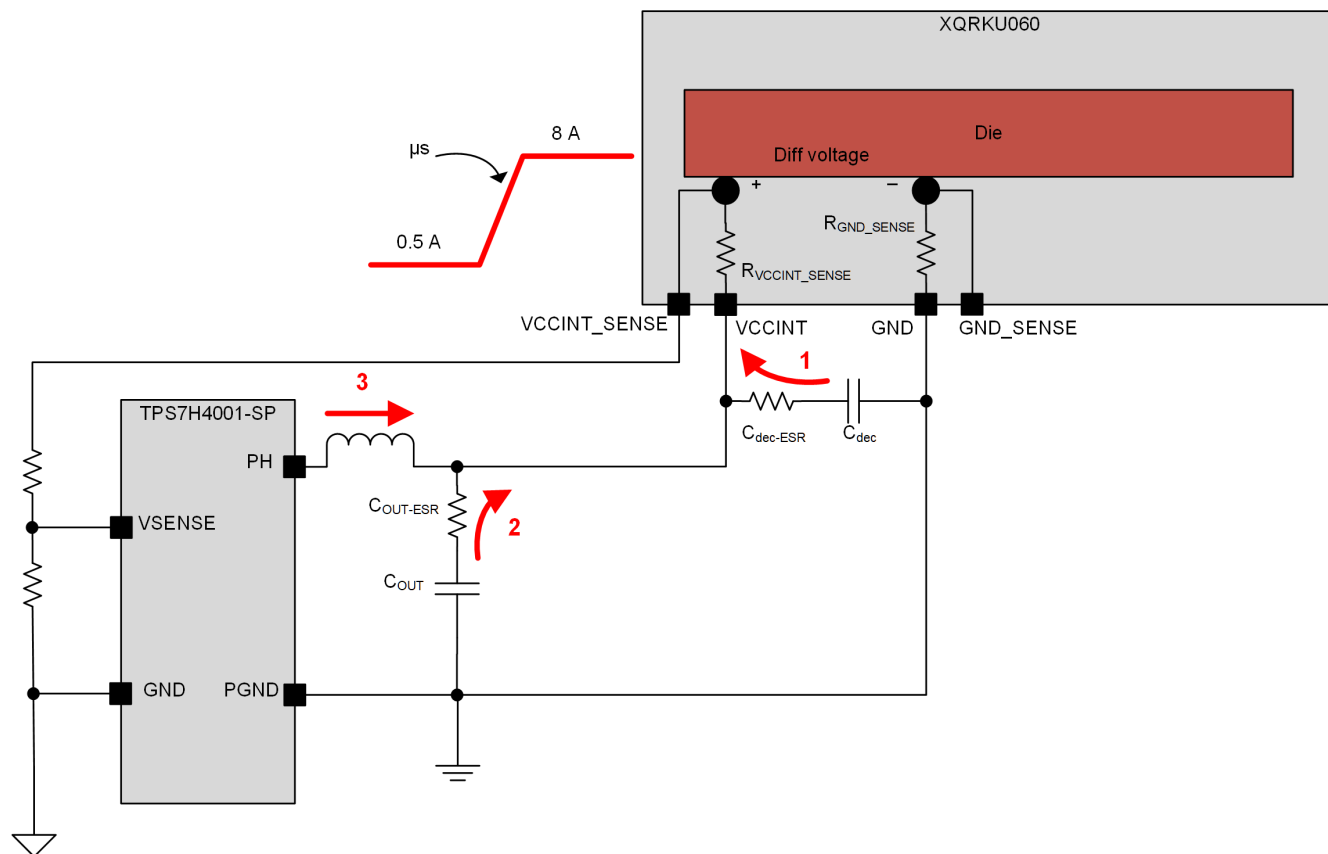 XQRKU060
Die
Diff voltage
+
−
8 A
µs
0.5 A
RGND_SENSE
RVCCINT_SENSE
VCCINT_SENSE
VCCINT
GND
GND_SENSE
1
3
TPS7H4001-SP
Cdec-ESR
Cdec
PH
COUT-ESR
2
VSENSE
COUT
GND
PGND